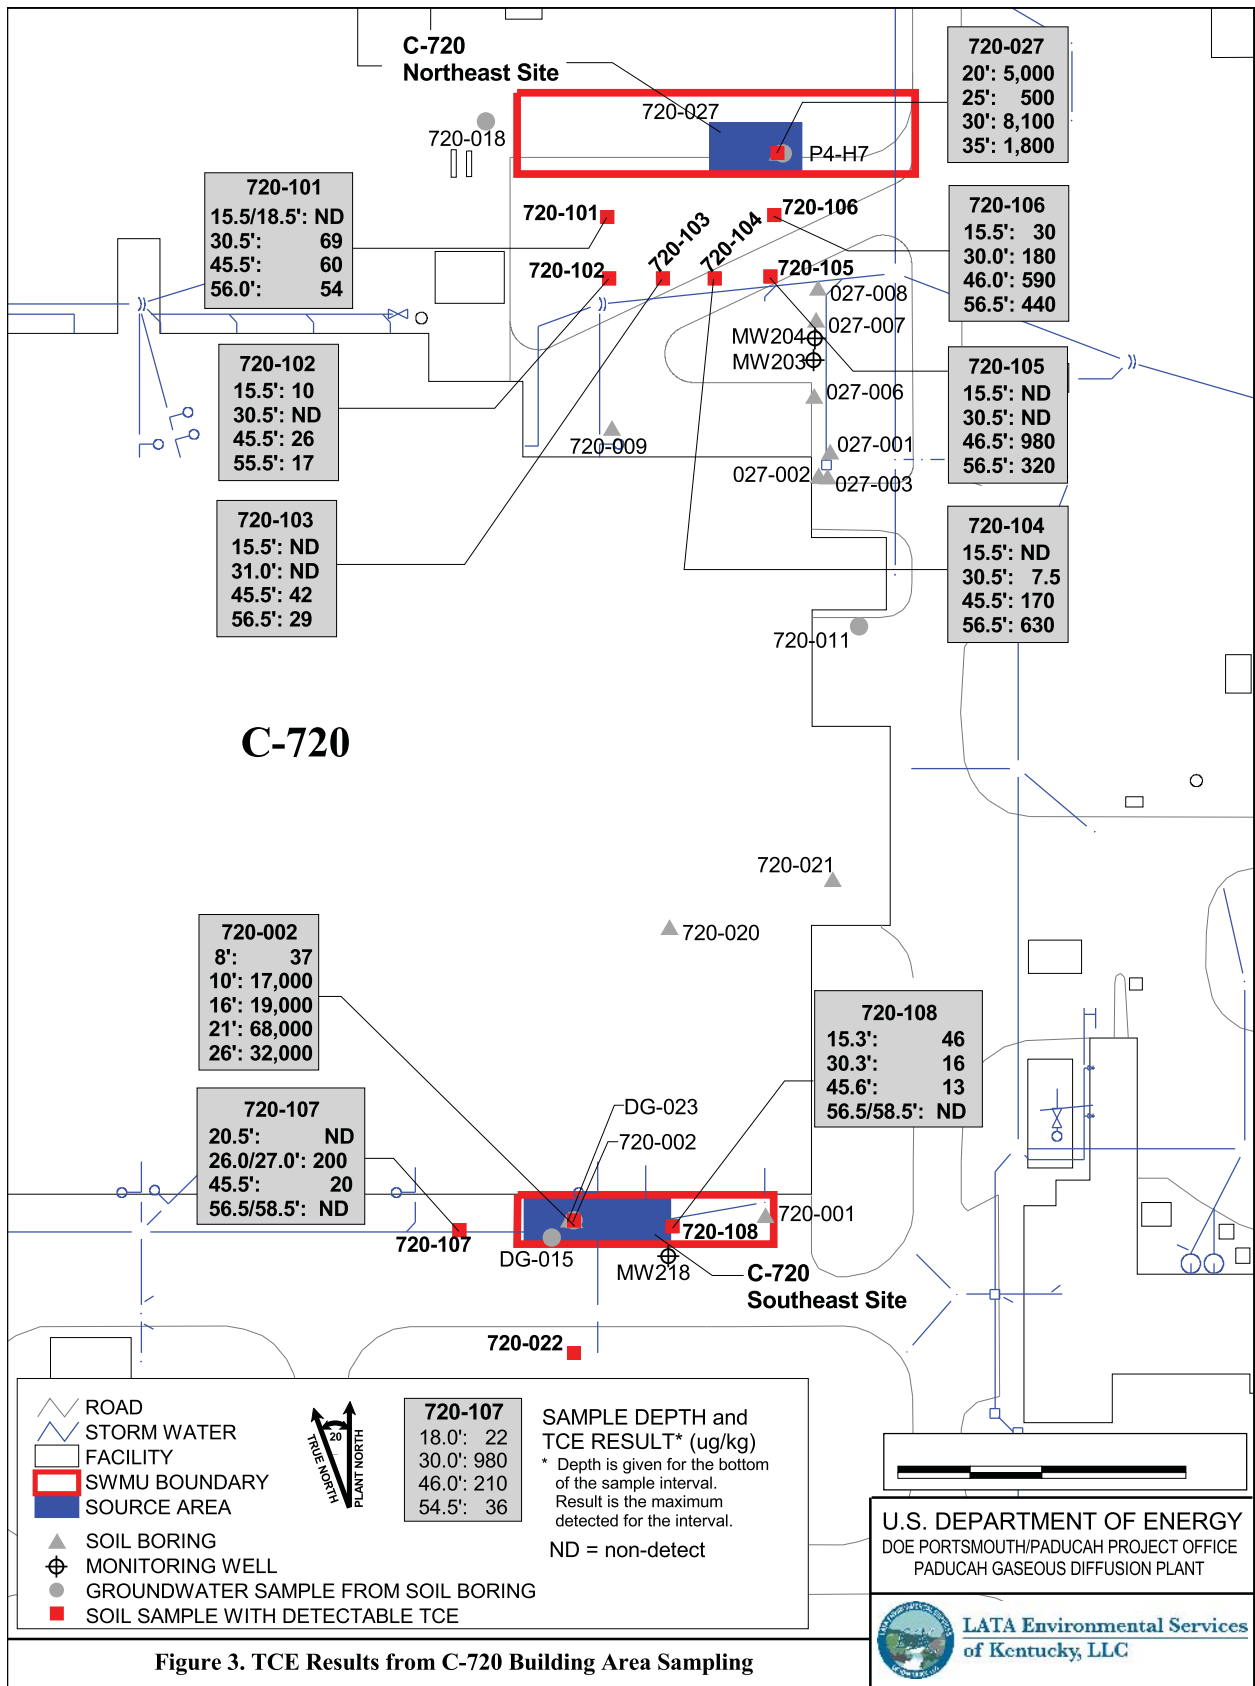 C-720
Northeast Site
720-027
20': 5,000
25': 500
30': 8,100
35': 1,800
720-027
720-018
P4-H7
720-101
15.5/18.5': ND
30.5': 69
45.5': 60
56.0': 54
720-101
720-103
720-104
720-106
720-106
15.5': 30
30.0': 180
46.0': 590
56.5': 440
720-102
720-105
027-008
027-007
MW204
MW203
720-102
15.5': 10
30.5': ND
45.5': 26
55.5': 17
720-105
15.5': ND
30.5': ND
46.5': 980
56.5': 320
027-006
720-009
027-001
027-002
027-003
720-103
15.5': ND
31.0': ND
45.5': 42
56.5': 29
720-104
15.5': ND
30.5': 7.5
45.5': 170
56.5': 630
720-011
C-720
720-021
720-020
720-002
8': 37
10': 17,000
16': 19,000
21': 68,000
26': 32,000
720-108
15.3': 46
30.3': 16
45.6': 13
56.5/58.5': ND
720-107
20.5': ND
26.0/27.0': 200
45.5': 20
56.5/58.5': ND
DG-023
720-002
720-001
720-107
720-108
DG-015
MW218
C-720
Southeast Site
720-022
ROAD
STORM WATER
FACILITY
SWMU BOUNDARY
SOURCE AREA
SOIL BORING
MONITORING WELL
GROUNDWATER SAMPLE FROM SOIL BORING
SOIL SAMPLE WITH DETECTABLE TCE
20
TRUE NORTH
PLANT NORTH
720-107
18.0': 22
30.0': 980
46.0': 210
54.5': 36
SAMPLE DEPTH and
TCE RESULT* (ug/kg)
* Depth is given for the bottom
of the sample interval.
Result is the maximum
detected for the interval.
ND = non-detect
U.S. DEPARTMENT OF ENERGY
DOE PORTSMOUTH/PADUCAH PROJECT OFFICE
PADUCAH GASEOUS DIFFUSION PLANT
LATA Environmental Services
of Kentucky, LLC
Figure 3. TCE Results from C-720 Building Area Sampling